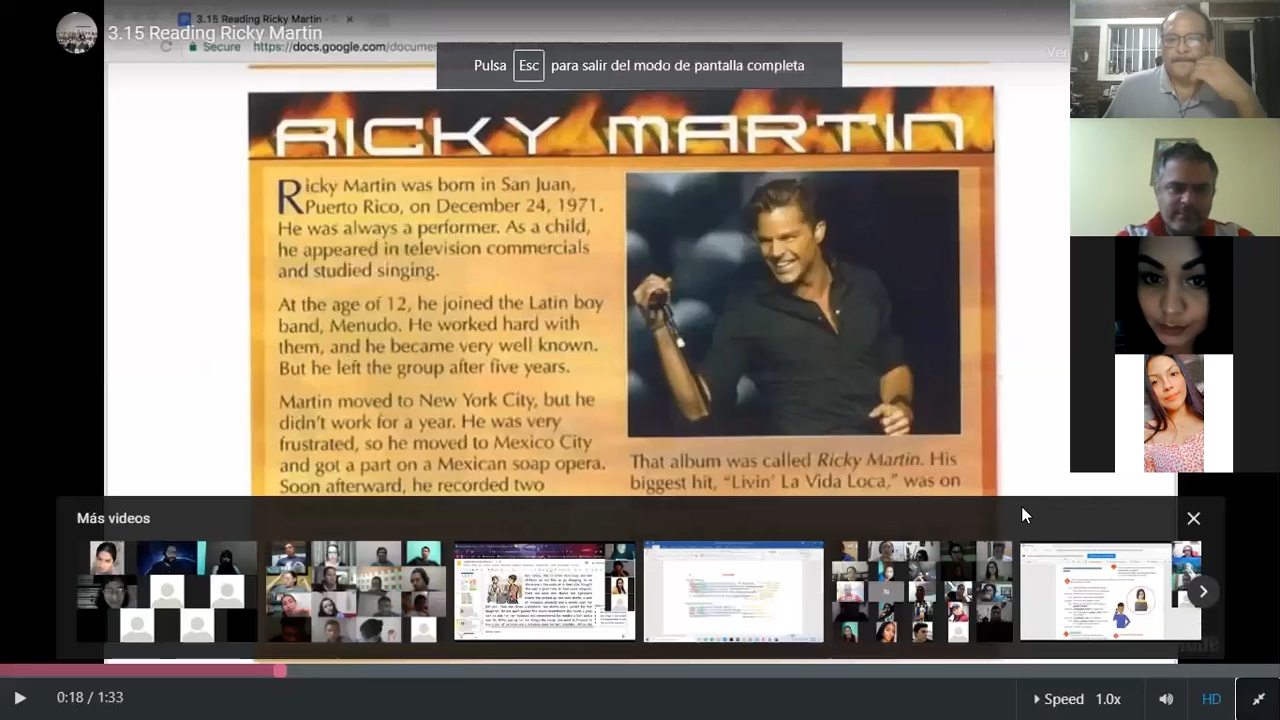 3.15 Reading Ricky Martin -
3.15 Reading Ricky Martin
Secure https://docs.google.com/documen
Pulsa Esc para salir del modo de pantalla completa
RICKY MARTIN
Ricky Martin was born in San Juan,
Puerto Rico, on December 24, 1971.
He was always a performer. As a child,
he appeared in television commercials
and studied singing.
At the age of 12, he joined the Latin boy
band, Menudo. He worked hard with
them, and he became very well known.
But he left the group after five years.
Martin moved to New York City, but he
didn't work for a year. He was very
frustrated, so he moved to Mexico City
and got a part on a Mexican soap opera.
Soon afterward, he recorded two
That album was called Ricky Martin. His
biggest hit, "Livin' La Vida Loca," was on
Más videos
0:18 / 1:33
Speed 1.0x
HD